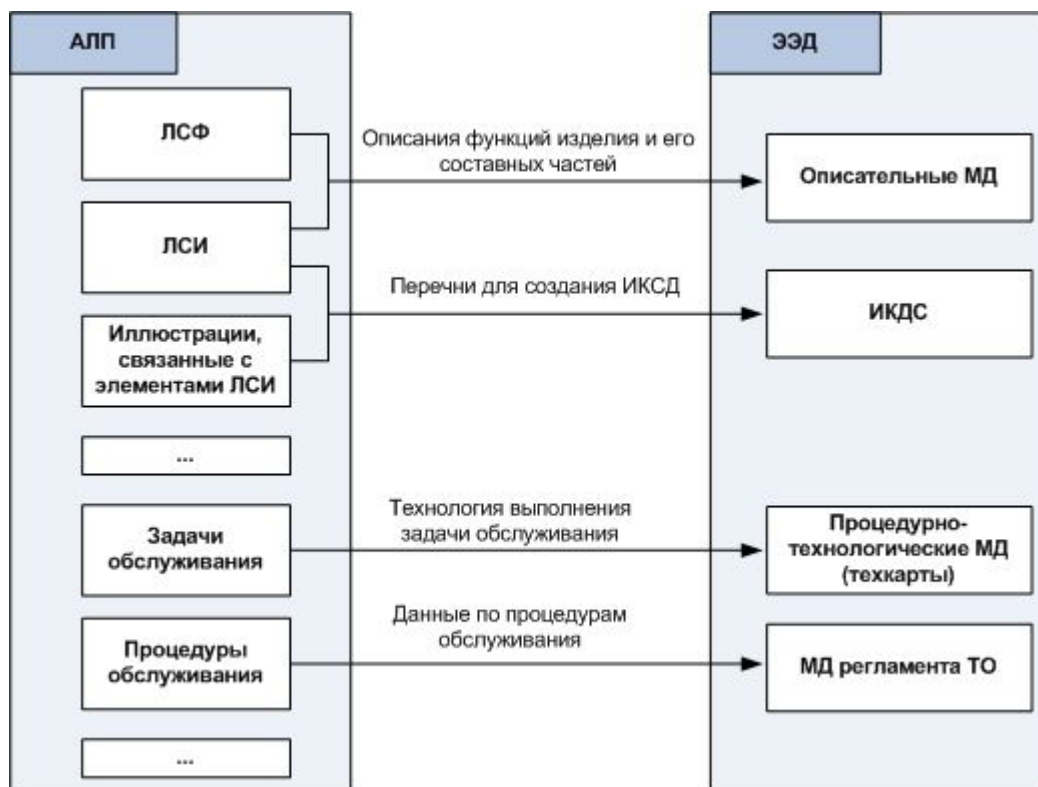 АЛП
ЭЭД
ЛСФ
Описания функций изделия и его
составных частей
Описательные МД
ЛСИ
Перечни для создания ИКСД
ИКДС
Иллюстрации,
связанные с
элементами ЛСИ
...
Задачи
обслуживания
Технология выполнения
задачи обслуживания
Процедурно-
технологические МД
(техкарты)
Процедуры
обслуживания
Данные по процедурам
обслуживания
МД регламента ТО
...